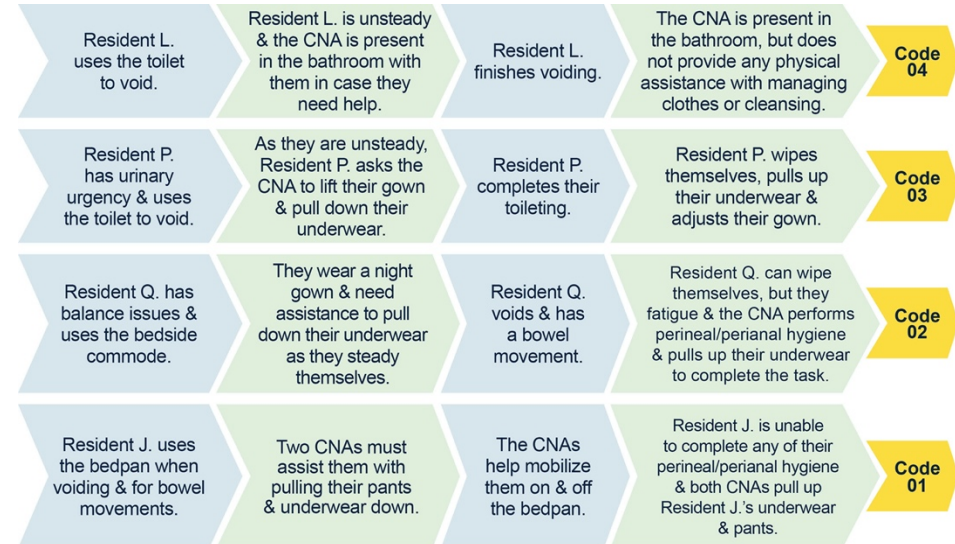 Resident L.
uses the toilet
to void.
Resident L. is unsteady
& the CNA is present
in the bathroom with
them in case they
need help.
Resident L.
finishes voiding.
The CNA is present in
the bathroom, but does
not provide any physical
assistance with managing
clothes or cleansing.
Code
04
Resident P.
has urinary
urgency & uses
the toilet to void.
As they are unsteady,
Resident P. asks the
CNA to lift their gown
& pull down their
underwear.
Resident P.
completes their
toileting.
Resident P. wipes
themselves, pulls up
their underwear &
adjusts their gown.
Code
03
Resident Q. has
balance issues &
uses the bedside
commode.
They wear a night
gown & need
assistance to pull
down their underwear
as they steady
themselves.
Resident Q.
voids & has
a bowel
movement.
Resident Q. can wipe
themselves, but they
fatigue & the CNA performs
perineal/perianal hygiene
& pulls up their underwear
to complete the task.
Code
02
Resident J. uses
the bedpan when
voiding & for bowel
movements.
Two CNAs must
assist them with
pulling their pants
& underwear down.
The CNAs
help mobilize
them on & off
the bedpan.
Resident J. is unable
to complete any of their
perineal/perianal hygiene
& both CNAs pull up
Resident J.'s underwear
& pants.
Code
01